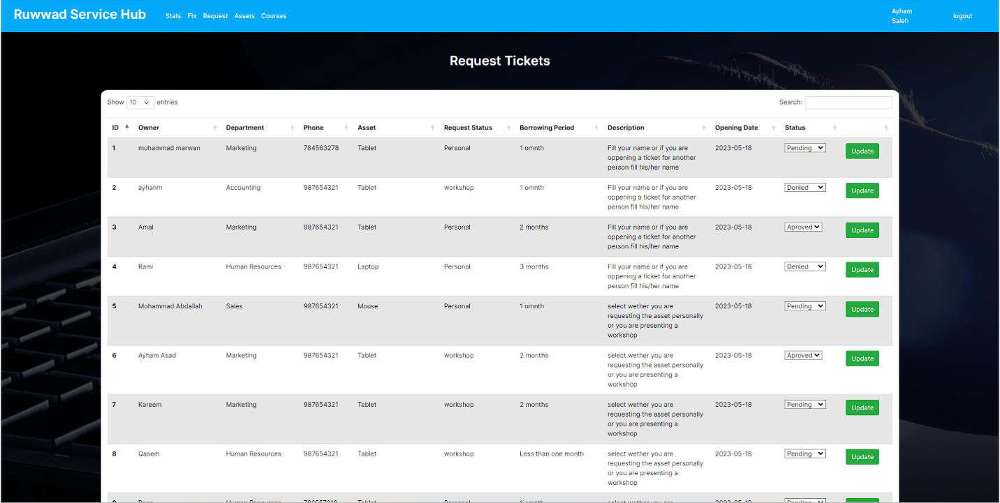 Ruwwad Service Hub Stats Fix Request Assets Courses Ayham Saleh logout
Request Tickets
Show 10 entries Search:
ID Owner Department Phone Asset Request Status Borrowing Period Description Opening Date Status
1 mohammad marwan Marketing 784563278 Tablet Personal 1 omnth Fill your name or if you are 2023-05-18 Pending Update
oppening a ticket for another
person fill his/her name
2 ayhanm Accounting 987654321 Tablet workshop 1 omnth Fill your name or if you are 2023-05-18 Denied Update
oppening a ticket for another
person fill his/her name
3 Amal Marketing 987654321 Tablet Personal 2 months Fill your name or if you are 2023-05-18 Aproved Update
oppening a ticket for another
person fill his/her name
4 Rami Human Resources 987654321 Laptop Personal 3 months Fill your name or if you are 2023-05-18 Denied Update
oppening a ticket for another
person fill his/her name
5 Mohammad Abdallah Sales 987654321 Mouse Personal 1 omnth select wether you are 2023-05-18 Pending Update
requesting the asset personally
or you are presenting a
workshop
6 Ayham Asad Marketing 987654321 Tablet workshop 2 months select wether you are 2023-05-18 Aproved Update
requesting the asset personally
or you are presenting a
workshop
7 Kareem Marketing 987654321 Tablet workshop 2 months select wether you are 2023-05-18 Pending Update
requesting the asset personally
or you are presenting a
workshop
8 Qasem Human Resources 987654321 Tablet workshop Less than one month select wether you are 2023-05-18 Pending Update
requesting the asset personally
or you are presenting a
workshop